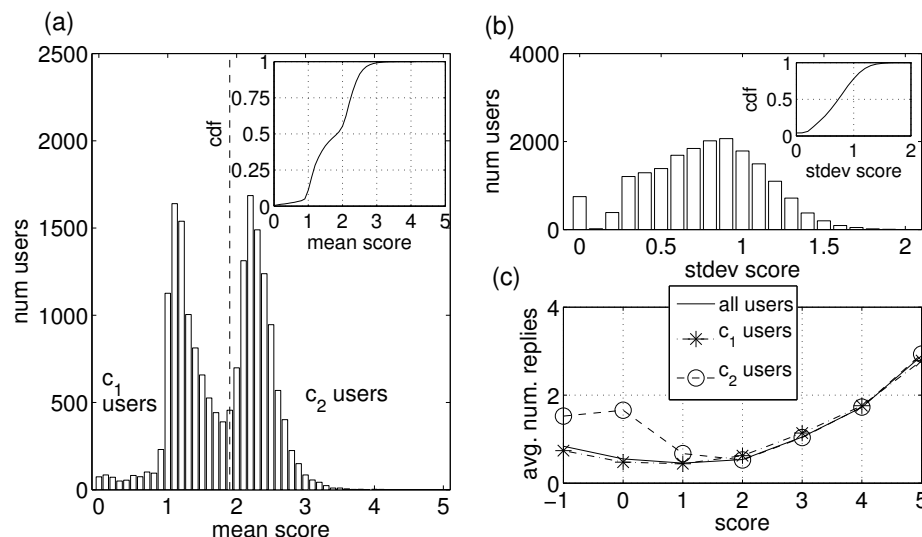 (a)
2500
2000
1500
1000
500
0
num users
0 1 2 3 4 5
mean score
c1
users
c2 users
1
0.75
0.5
0.25
0
cdf
0 1 2 3 4 5
mean score
(b)
4000
2000
0
num users
0 0.5 1 1.5 2
stdev score
1
0.5
0
cdf
0 1 2
stdev score
(c)
4
2
0
avg. num. replies
−1 0 1 2 3 4 5
score
all users
c1 users
c2 users